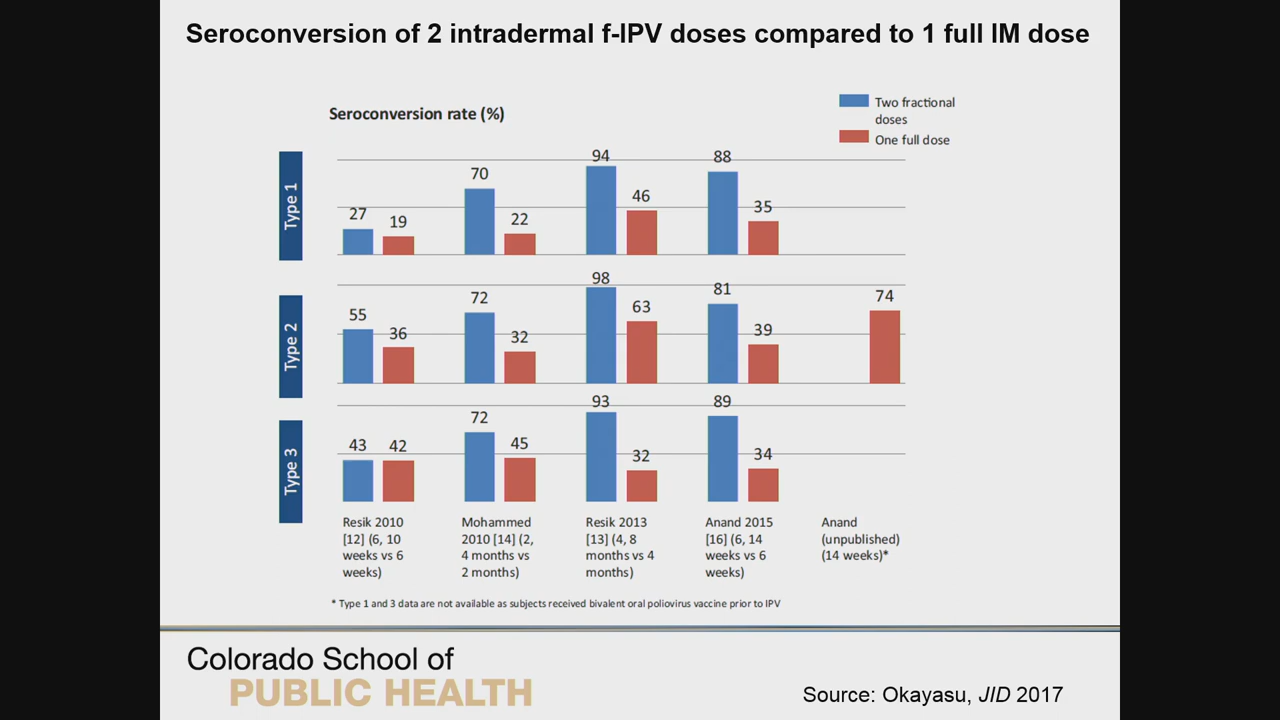 Seroconversion of 2 intradermal f-IPV doses compared to 1 full IM dose
Seroconversion rate (%)
Two fractional
doses
One full dose
Type 1
27
19
70
22
94
46
88
35
Type 2
55
36
72
32
98
63
81
39
74
Type 3
43
42
72
45
93
32
89
34
Resik 2010
[12] (6, 10
weeks vs 6
weeks)
Mohammed
2010 [14] (2,
4 months vs
2 months)
Resik 2013
[13] (4, 8
months vs 4
months)
Anand 2015
[16] (6, 14
weeks vs 6
weeks)
Anand
(unpublished)
(14 weeks)*
* Type 1 and 3 data are not available as subjects received bivalent oral poliovirus vaccine prior to IPV
Colorado School of
PUBLIC HEALTH
Source: Okayasu, JID 2017